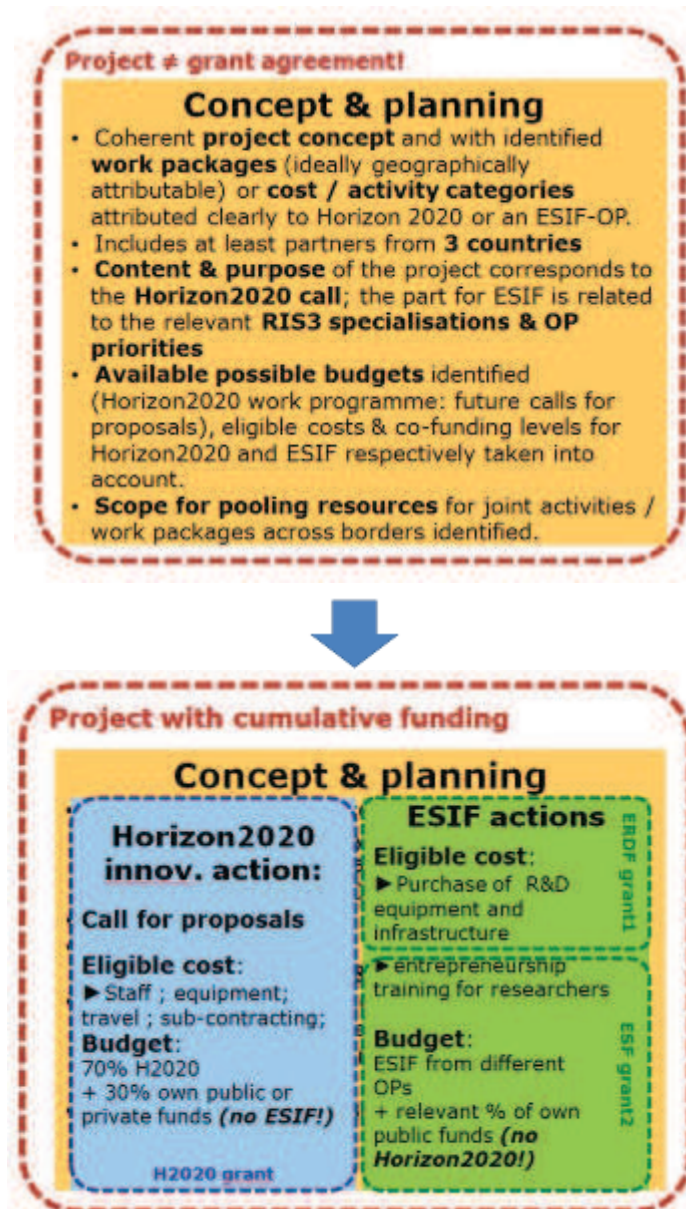 Project ≠ grant agreement!
Concept & planning
• Coherent project concept and with identified
work packages (ideally geographically
attributable) or cost / activity categories
attributed clearly to Horizon 2020 or an ESIF-OP.
• Includes at least partners from 3 countries
• Content & purpose of the project corresponds to
the Horizon2020 call; the part for ESIF is related
to the relevant RIS3 specialisations & OP
priorities
• Available possible budgets identified
(Horizon2020 work programme: future calls for
proposals), eligible costs & co-funding levels for
Horizon2020 and ESIF respectively taken into
account.
• Scope for pooling resources for joint activities /
work packages across borders identified.
Project with cumulative funding
Concept & planning
Horizon2020
innov. action:
Call for proposals
Eligible cost:
►Staff ; equipment;
travel ; sub-contracting;
Budget:
70% H2020
+ 30% own public or
private funds (no ESIF!)
H2020 grant
ESIF actions
Eligible cost:
►Purchase of R&D
equipment and
infrastructure
ERDF grant1
►entrepreneurship
training for researchers
Budget:
ESIF from different
OPs
+ relevant % of own
public funds (no
Horizon2020!)
ESF grant2